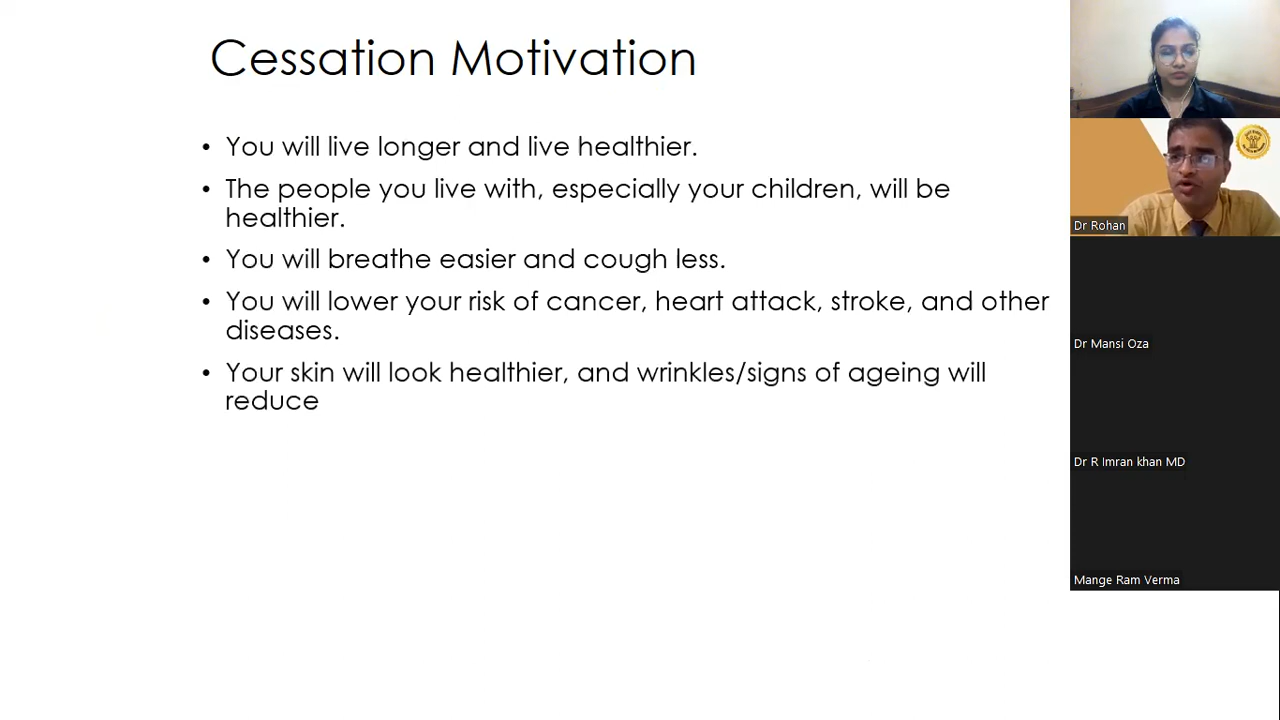 Cessation Motivation
• You will live longer and live healthier.
• The people you live with, especially your children, will be
healthier.
• You will breathe easier and cough less.
• You will lower your risk of cancer, heart attack, stroke, and other
diseases.
• Your skin will look healthier, and wrinkles/signs of ageing will
reduce
Dr Rohan
Dr Mansi Oza
Dr R Imran khan MD
Mange Ram Verma